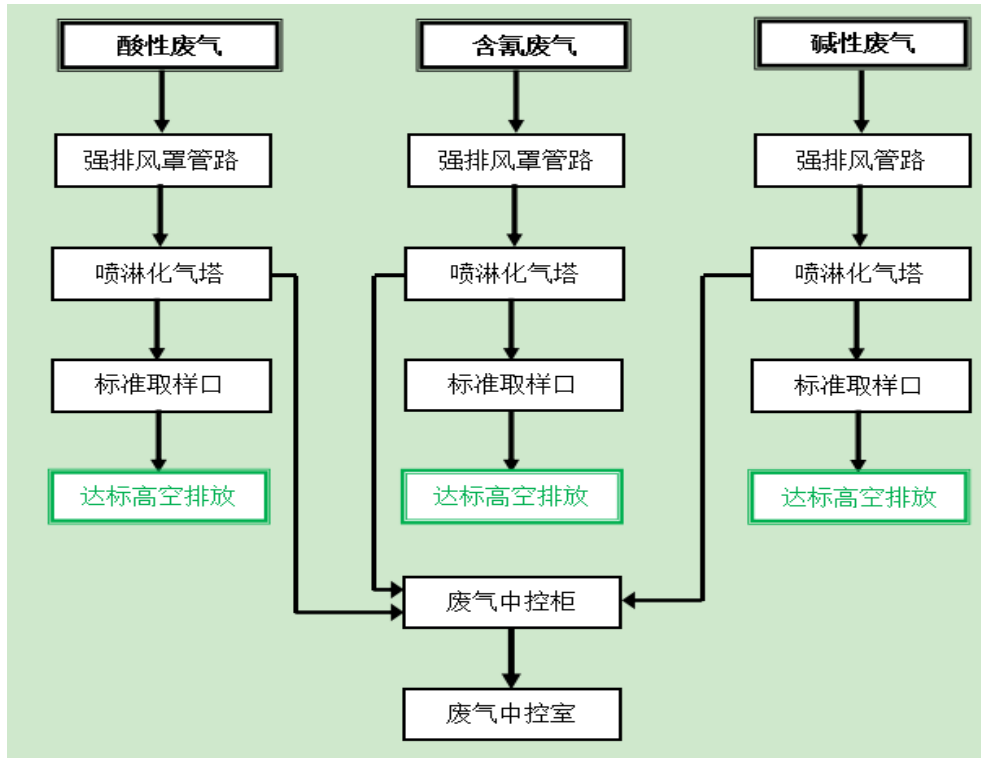 酸性废气
含氰废气
碱性废气
强排风罩管路
强排风罩管路
强排风管路
喷淋化气塔
喷淋化气塔
喷淋化气塔
标准取样口
标准取样口
标准取样口
达标高空排放
达标高空排放
达标高空排放
废气中控柜
废气中控室